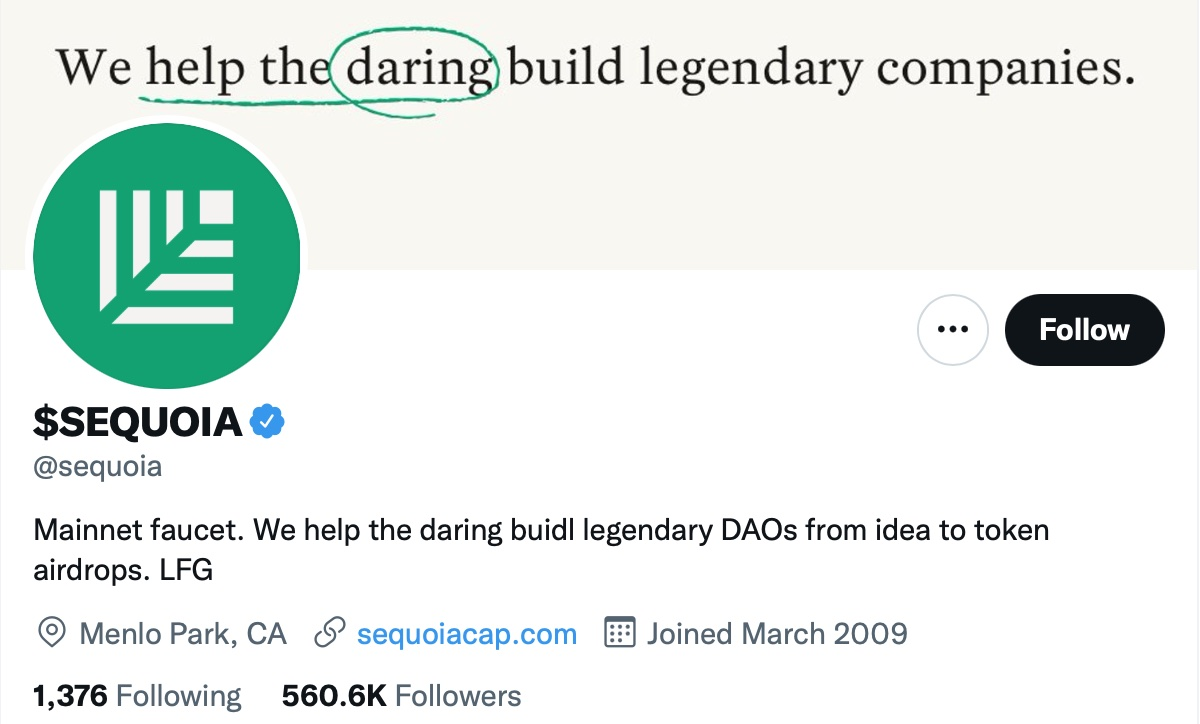 We help the daring build legendary companies.
Follow
$SEQUOIA
@sequoia
Mainnet faucet. We help the daring buidl legendary DAOs from idea to token
airdrops. LFG
Menlo Park, CA sequoiacap.com Joined March 2009
1,376 Following 560.6K Followers